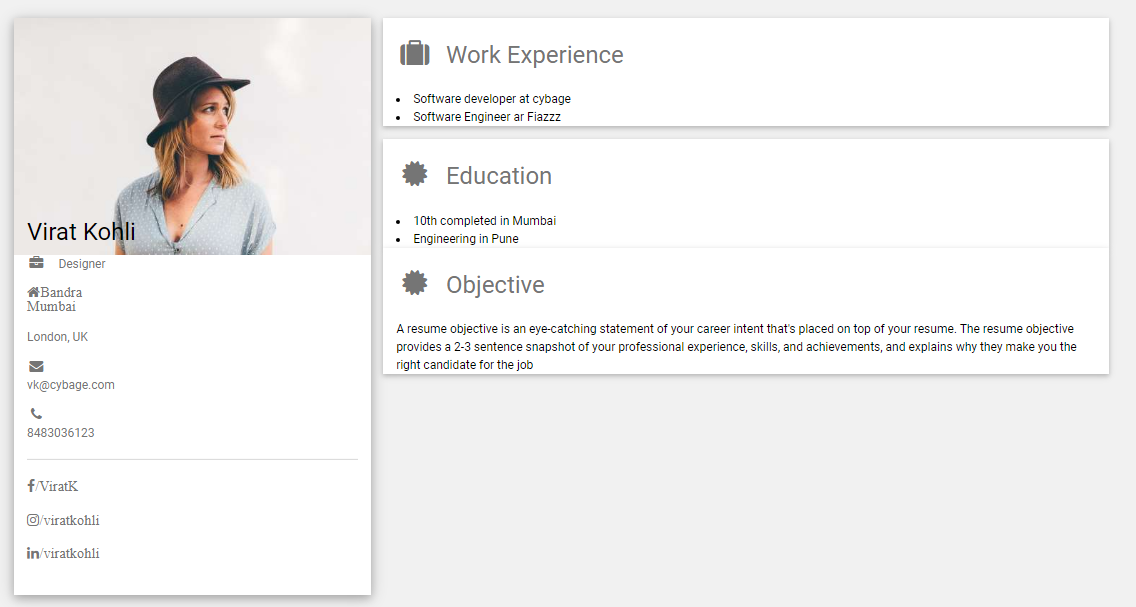 Virat Kohli
Designer
Bandra
Mumbai
London, UK
vk@cybage.com
8483036123
/ViratK
/viratkohli
/viratkohli
Work Experience
Software developer at cybage
Software Engineer ar Fiazzz
Education
10th completed in Mumbai
Engineering in Pune
Objective
A resume objective is an eye-catching statement of your career intent that's placed on top of your resume. The resume objective
provides a 2-3 sentence snapshot of your professional experience, skills, and achievements, and explains why they make you the
right candidate for the job